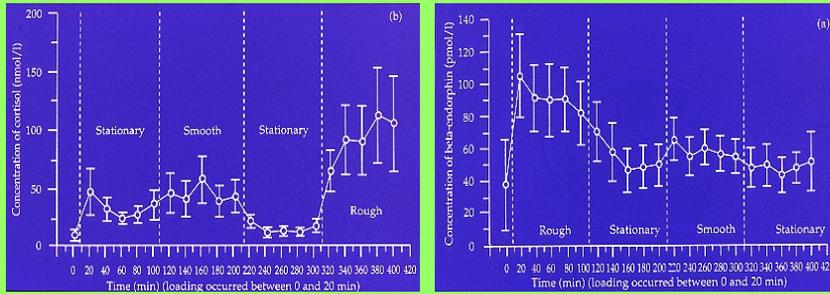 (b)
Concentration of cortisol (nmol/l)
200
150
100
50
0
Stationary
Smooth
Stationary
Rough
0 20 40 60 80 100 120 140 160 180 200 220 240 260 280 300 310 320 340 360 380 400 420
Time (min) (loading occurred between 0 and 20 min)
(a)
Concentration of beta-endorphin (pmol/l)
140
120
100
80
60
40
20
0
Rough
Stationary
Smooth
Stationary
0 20 40 60 80 100 120 140 160 180 200 220 240 260 280 300 310 320 340 360 380 400 42
Time (min) (loading occurred between 0 and 20 min)